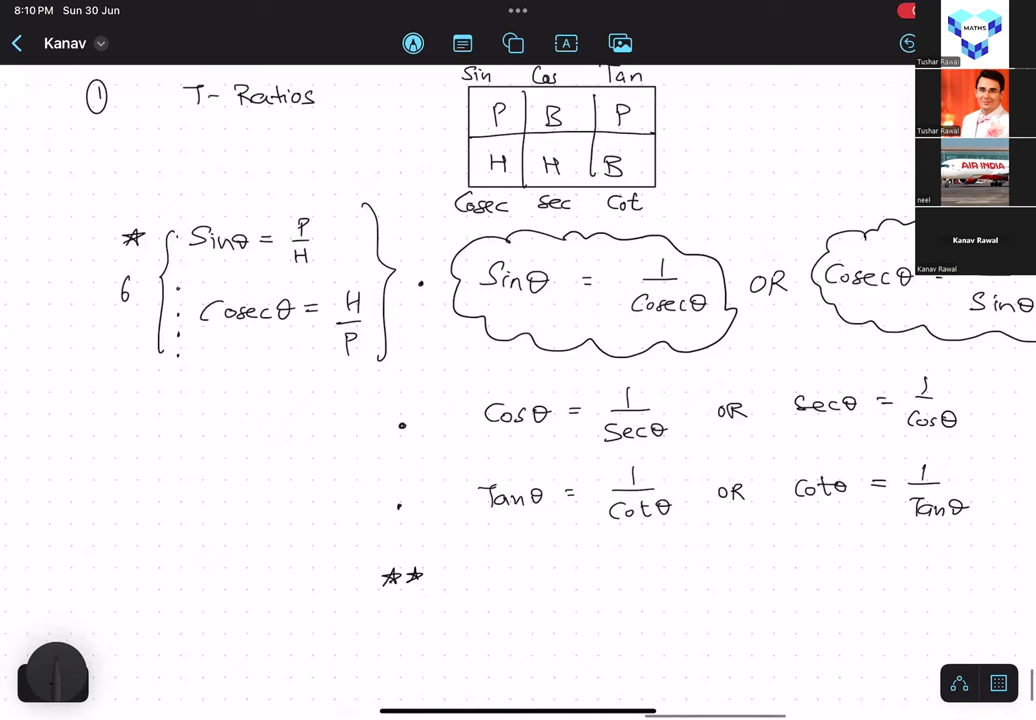 8:10 PM Sun 30 Jun
Kanav
MATHS
Tushar Rawal
Tushar Rawal
AIR INDIA
neel
Kanav Rawal
Kanav Rawal
① T- Ratios
Sin Cos Tan
P B P
H H B
Cosec Sec Cot
Sinθ = P/H
6
Cosecθ = H/P
Sinθ = 1/Cosecθ OR Cosecθ = Sinθ
Cosθ = 1/Secθ OR secθ = 1/Cosθ
Tanθ = 1/Cotθ OR Cotθ = 1/Tanθ